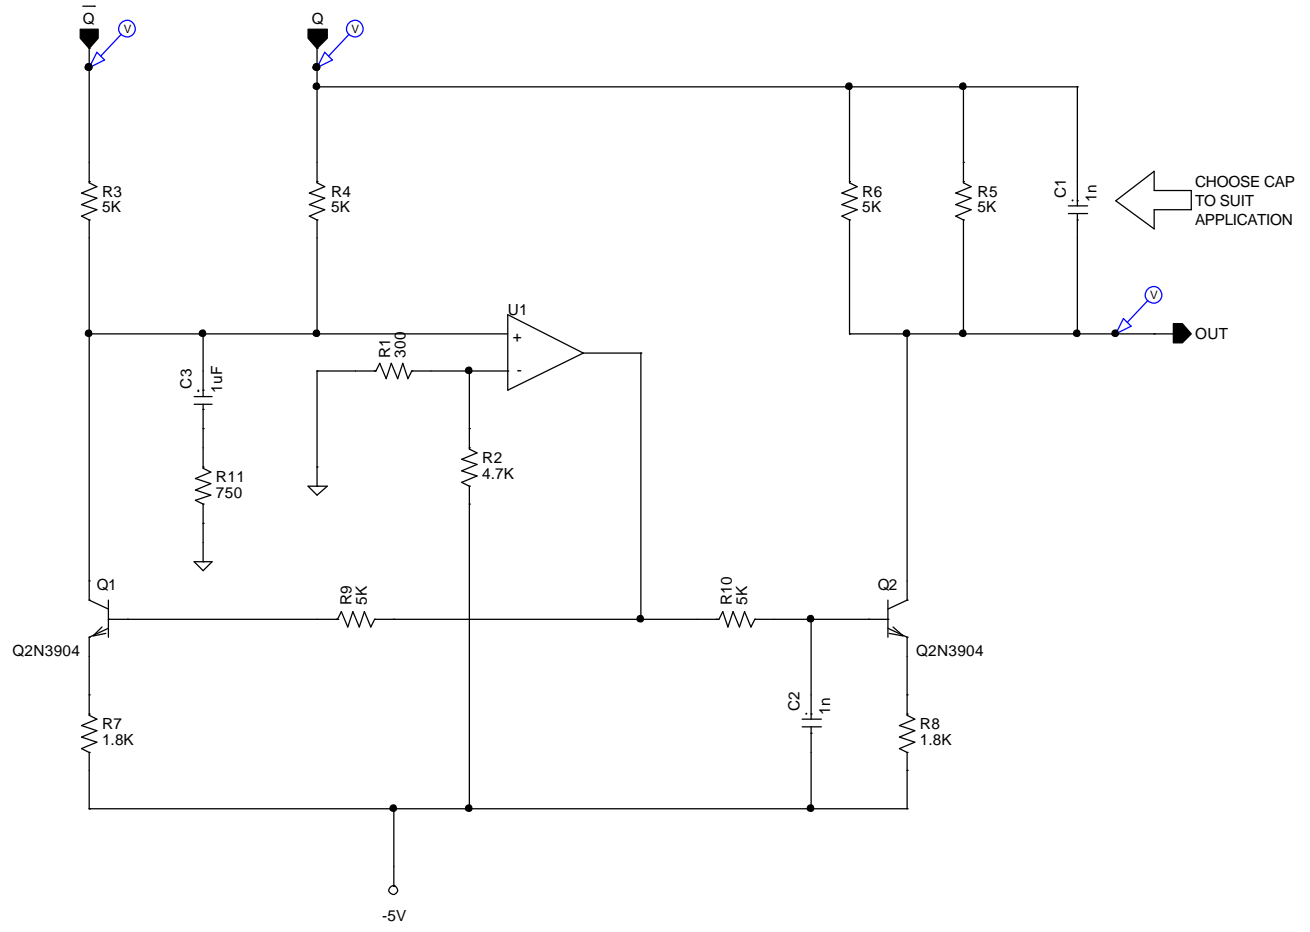 Q
V
Q
V
R3
5K
R4
5K
R6
5K
R5
5K
C1
1n
CHOOSE CAP
TO SUIT
APPLICATION
V
OUT
U1
+
-
R1
300
C3
1uF
R2
4.7K
R11
750
Q1
Q2N3904
R9
5K
R10
5K
Q2
Q2N3904
C2
1n
R7
1.8K
R8
1.8K
-5V